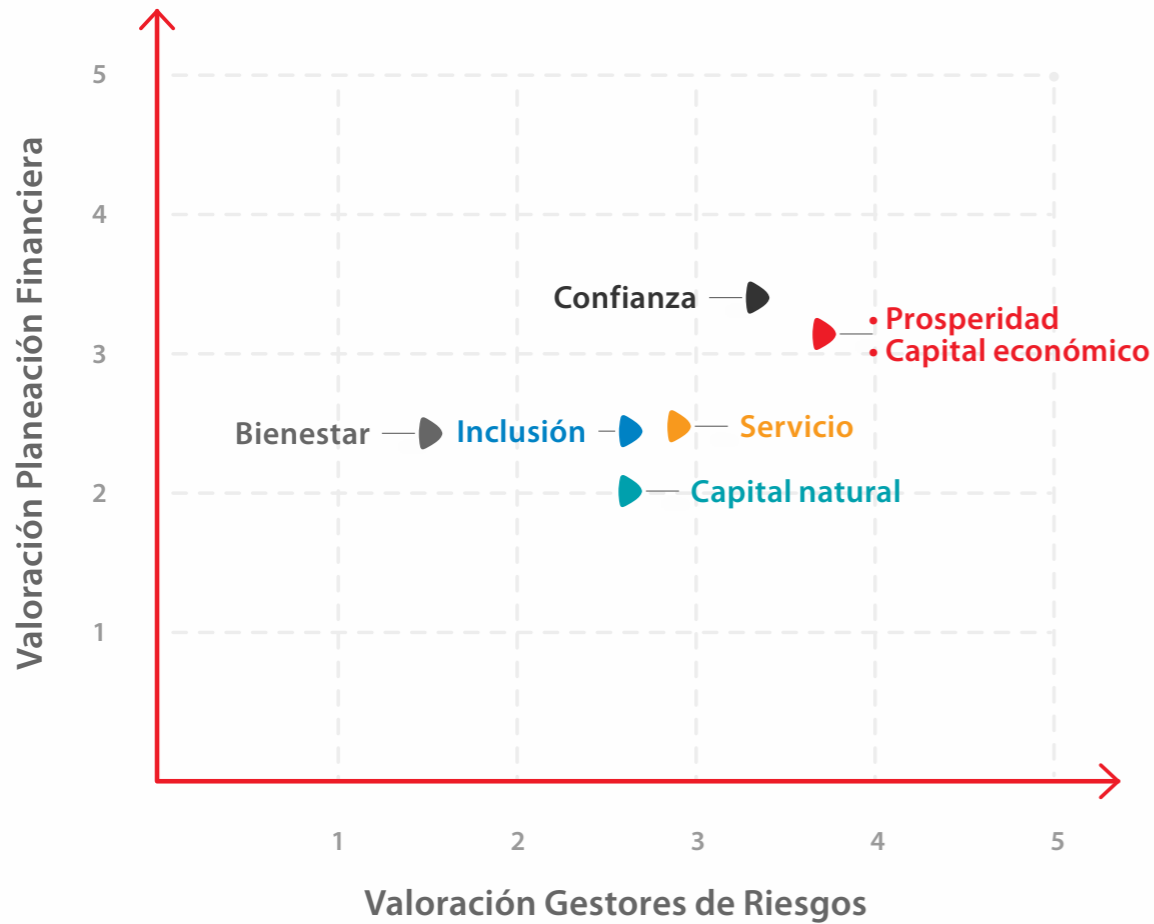 Valoración Planeación Financiera
5
4
3
2
1
Confianza
• Prosperidad
• Capital económico
Bienestar
Inclusión
Servicio
Capital natural
1
2
3
4
5
Valoración Gestores de Riesgos